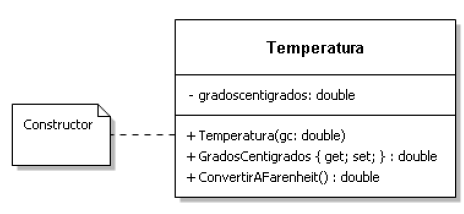 Temperatura
- gradoscentigrados: double
Constructor
+ Temperatura(gc: double)
+ GradosCentigrados { get; set; } : double
+ ConvertirAFarenheit() : double